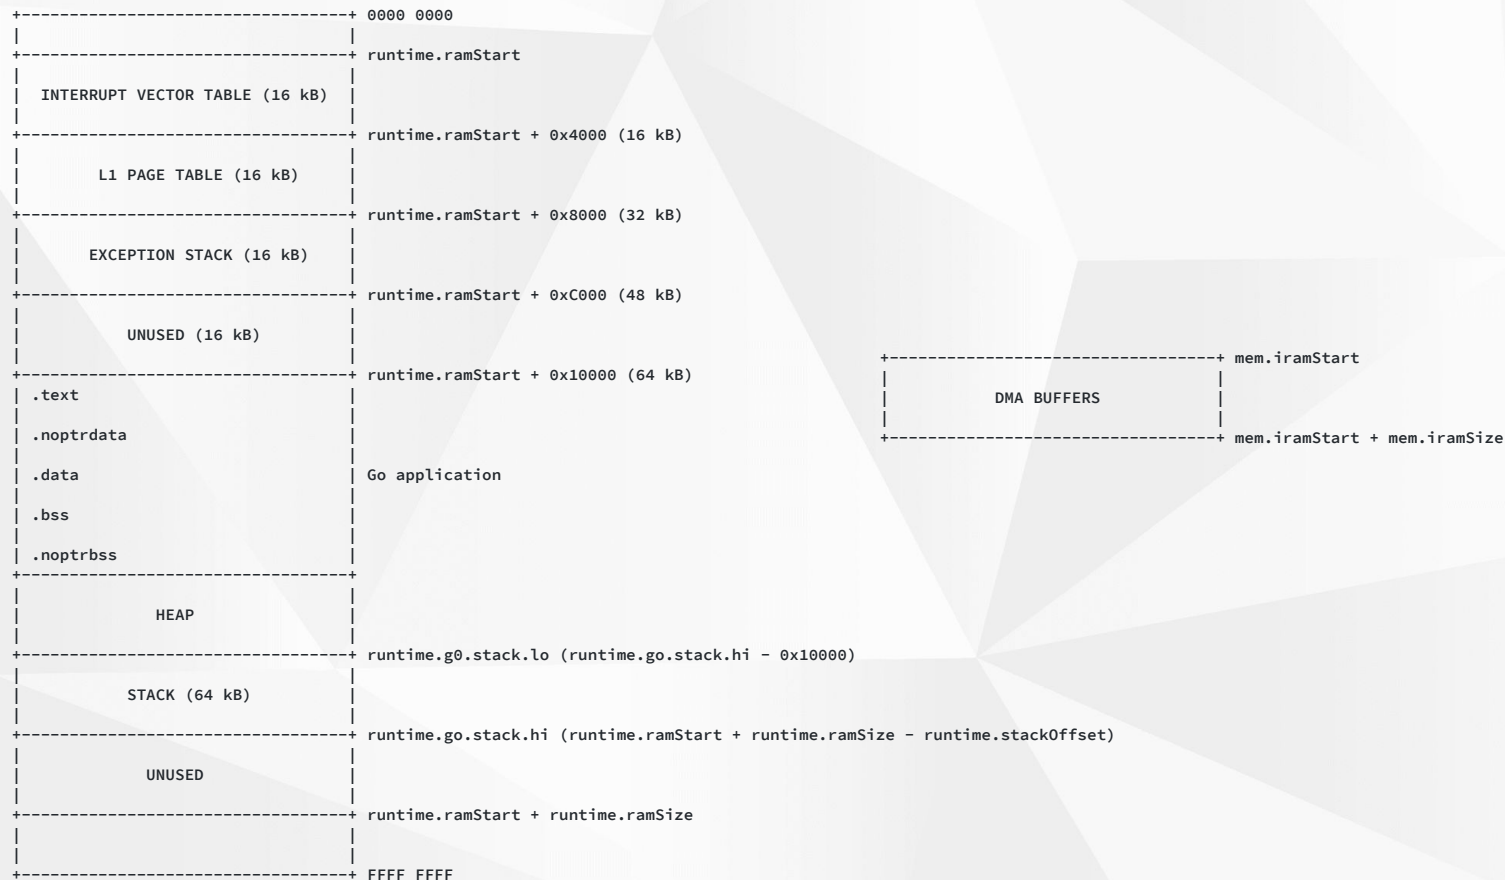 0000 0000
runtime.ramStart
INTERRUPT VECTOR TABLE (16 kB)
runtime.ramStart + 0x4000 (16 kB)
L1 PAGE TABLE (16 kB)
runtime.ramStart + 0x8000 (32 kB)
EXCEPTION STACK (16 kB)
runtime.ramStart + 0xC000 (48 kB)
UNUSED (16 kB)
runtime.ramStart + 0x10000 (64 kB)
.text
.noptrdata
.data Go application
.bss
.noptrbss
HEAP
runtime.g0.stack.lo (runtime.go.stack.hi - 0x10000)
STACK (64 kB)
runtime.go.stack.hi (runtime.ramStart + runtime.ramSize - runtime.stackOffset)
UNUSED
runtime.ramStart + runtime.ramSize
FFFF FFFF
mem.iramStart
DMA BUFFERS
mem.iramStart + mem.iramSize